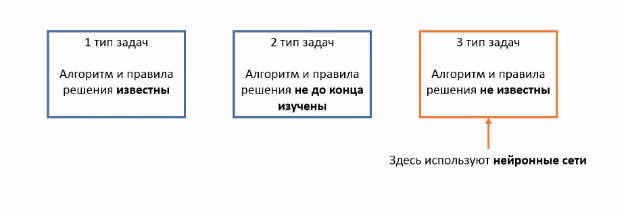 1 тип задач
Алгоритм и правила
решения известны
2 тип задач
Алгоритм и правила
решения не до конца
изучены
3 тип задач
Алгоритм и правила
решения не известны
Здесь используют нейронные сети